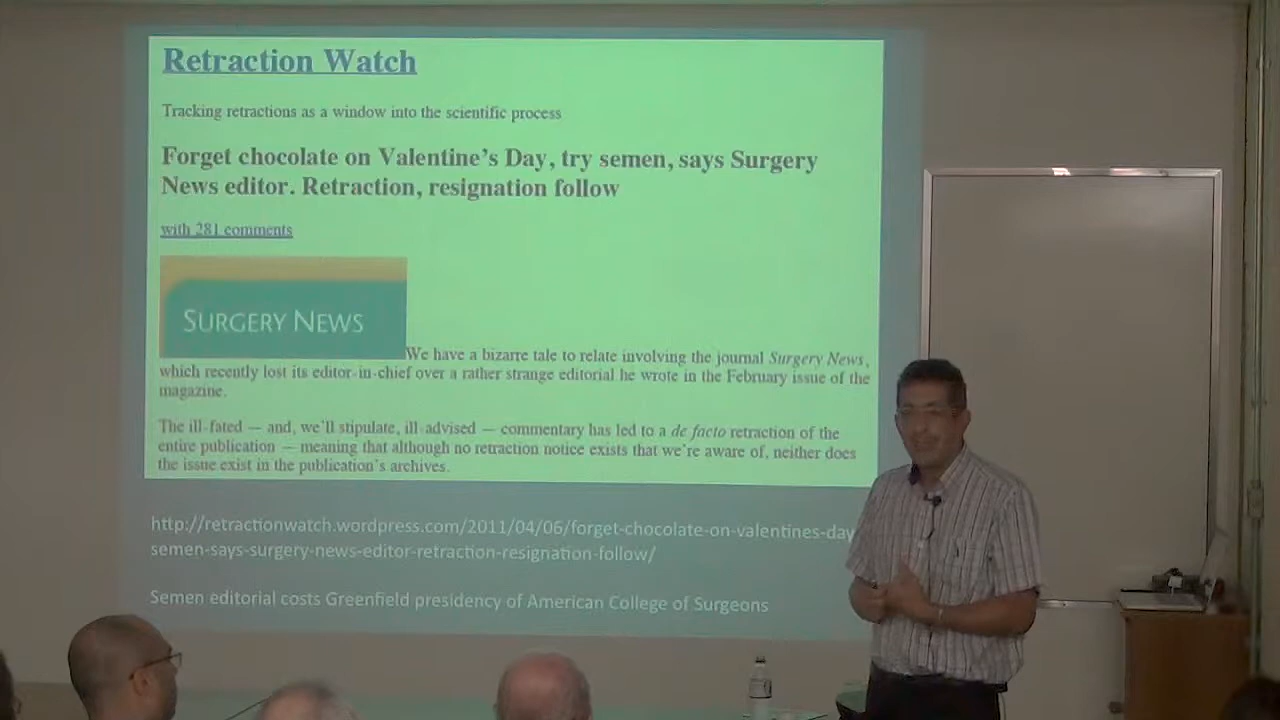 Retraction Watch
Tracking retractions as a window into the scientific process
Forget chocolate on Valentine's Day, try semen, says Surgery
News editor. Retraction, resignation follow
with 281 comments
SURGERY NEWS
We have a bizarre tale to relate involving the journal Surgery News,
which recently lost its editor-in-chief over a rather strange editorial he wrote in the February issue of the
magazine.
The ill-fated — and, we'll stipulate, ill-advised — commentary has led to a de facto retraction of the
entire publication — meaning that although no retraction notice exists that we're aware of, neither does
the issue exist in the publication's archives.
http://retractionwatch.wordpress.com/2011/04/06/forget-chocolate-on-valentines-day
semen-says-surgery-news-editor-retraction-resignation-follow/
Semen editorial costs Greenfield presidency of American College of Surgeons